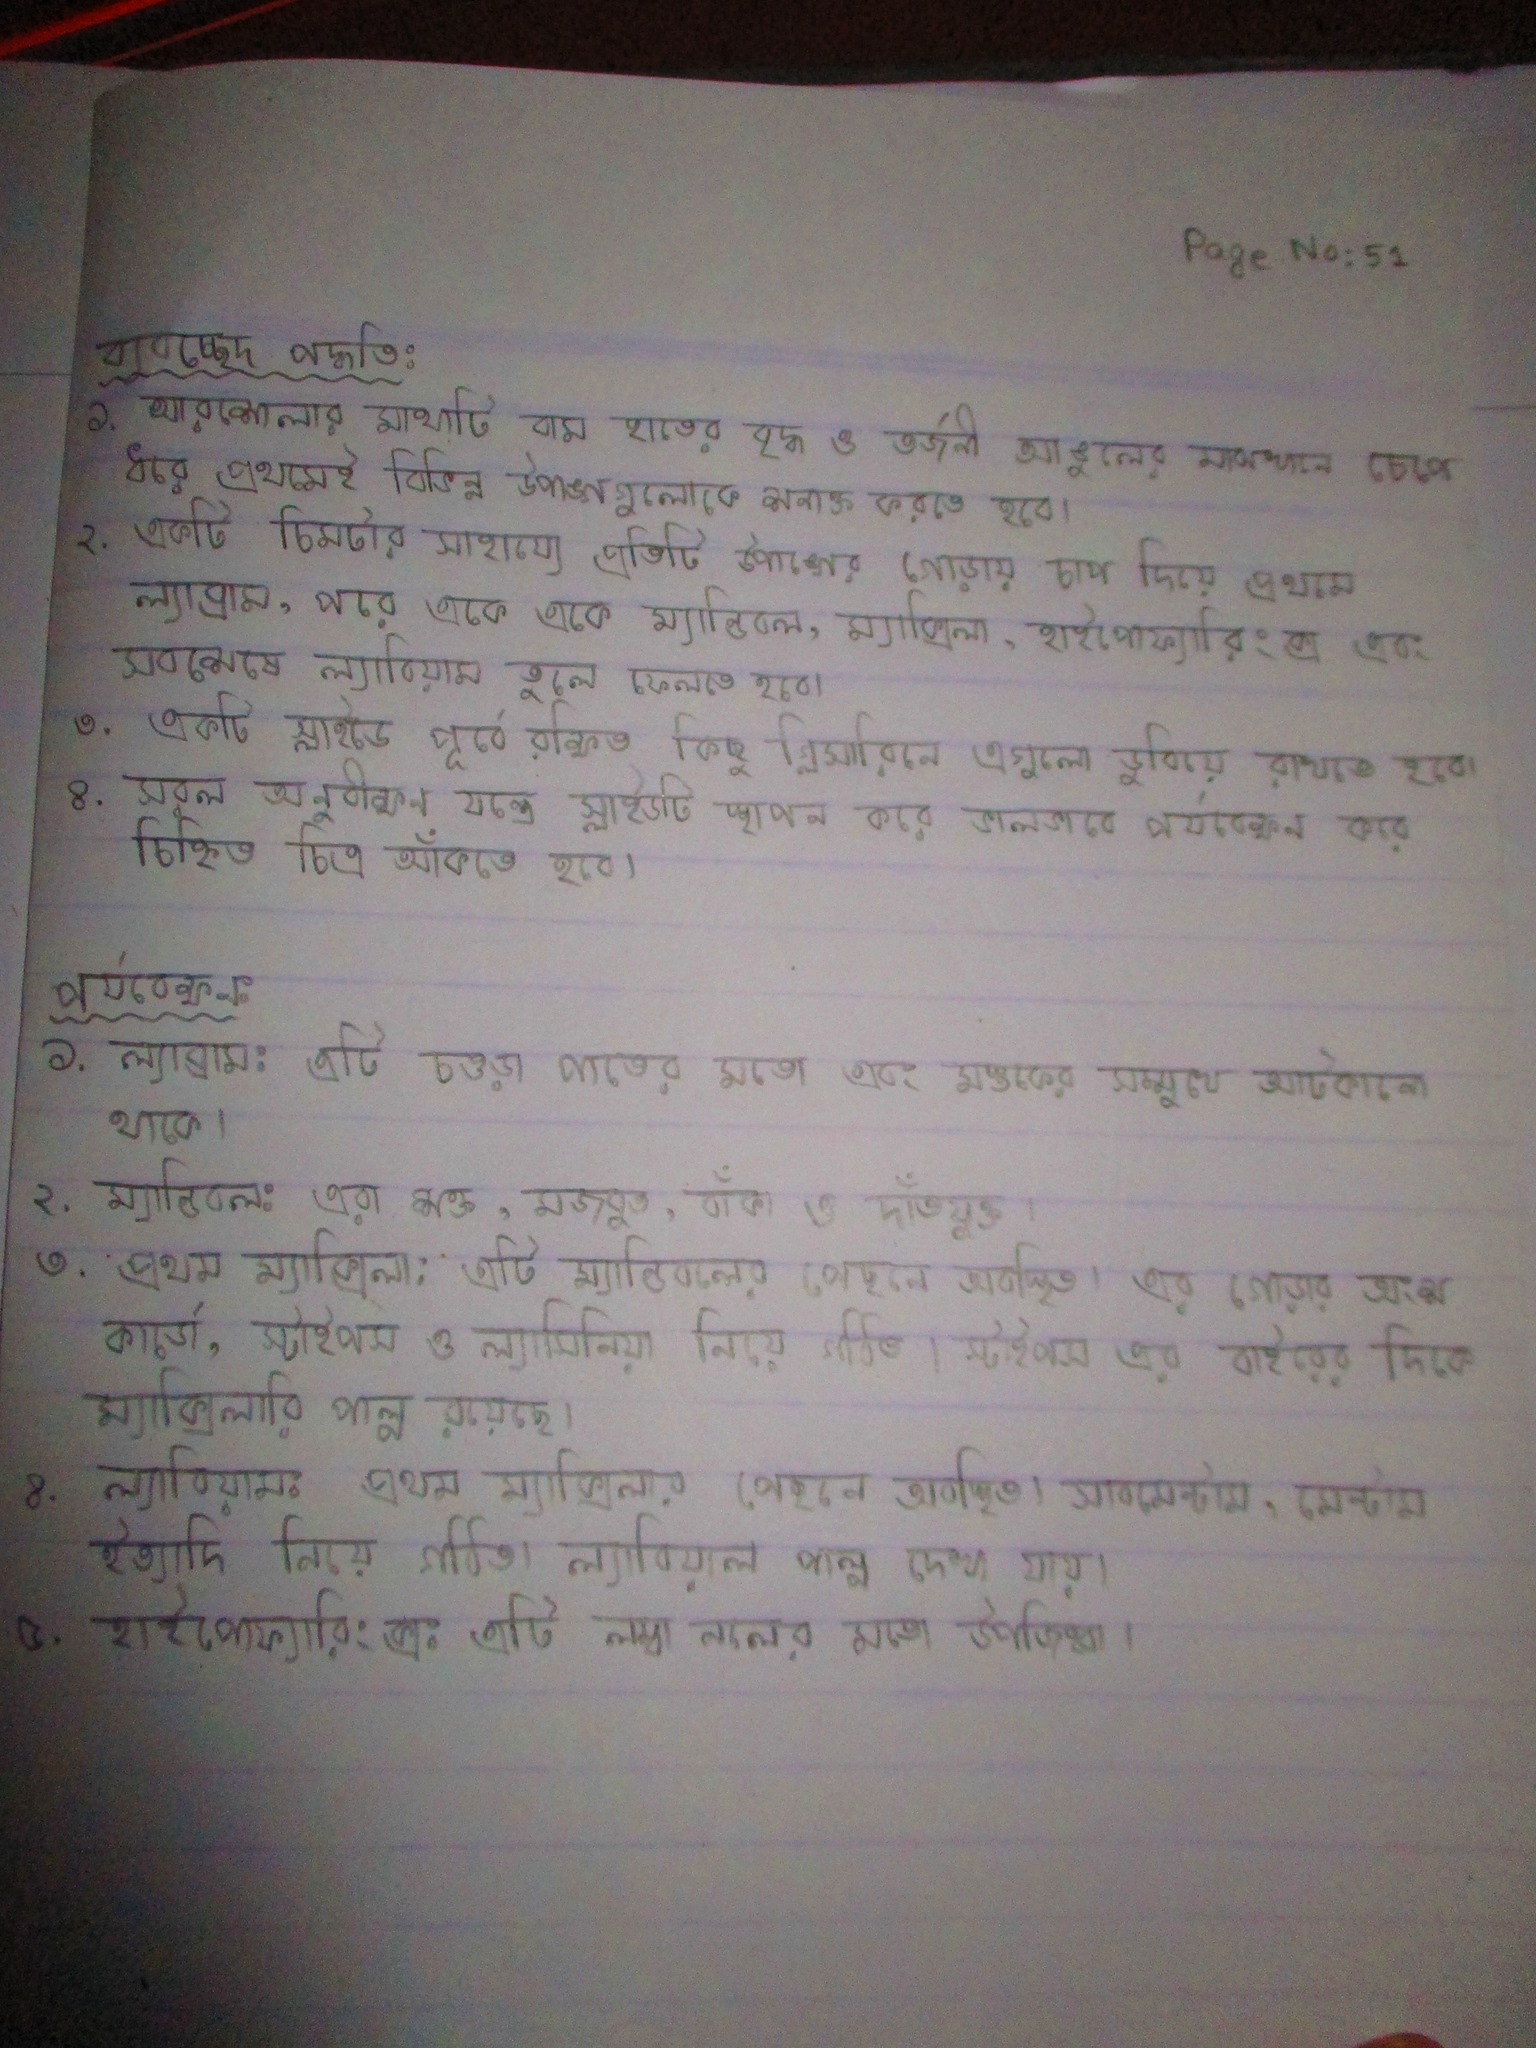 Page No: 51
ব্যবচ্ছেদ পদ্ধতিঃ
১. আরশোলার মাথাটি বাম হাতের বৃদ্ধ ও তর্জনী আঙুলের মাঝখানে চেপে
ধরে প্রথমেই বিভিন্ন উপাঙ্গগুলোকে শনাক্ত করতে হবে।
২. একটি চিমটার সাহায্যে প্রতিটি উপাঙ্গের গোড়ায় চাপ দিয়ে প্রথমে
ল্যাব্রাম, পরে একে একে ম্যান্ডিবল, ম্যাক্সিলা, হাইপোফ্যারিংক্স এবং
সবশেষে ল্যাবিয়াম তুলে ফেলতে হবে।
৩. একটি স্লাইডে পূর্বে রক্ষিত কিছু গ্লিসারিনে এগুলো ডুবিয়ে রাখতে হবে।
৪. সরল অনুবীক্ষণ যন্ত্রে স্লাইডটি স্থাপন করে ভালভাবে পর্যবেক্ষন করে
চিহ্নিত চিত্র আঁকতে হবে।
পর্যবেক্ষনঃ
১. ল্যাব্রামঃ এটি চওড়া পাতের মতো এবং মস্তকের সম্মুখে আটকানো
থাকে।
২. ম্যান্ডিবলঃ এরা শক্ত, মজবুত, বাঁকা ও দাঁতযুক্ত।
৩. প্রথম ম্যাক্সিলাঃ এটি ম্যান্ডিবলের পেছনে অবস্থিত। এর গোড়ার অংশ
কার্ডো, স্টাইপস ও ল্যাসিনিয়া নিয়ে গঠিত। স্টাইপস এর বাইরের দিকে
ম্যাক্সিলারি পাল্প রয়েছে।
৪. ল্যাবিয়ামঃ প্রথম ম্যাক্সিলার পেছনে অবস্থিত। সাবমেন্টাম, মেন্টাম
ইত্যাদি নিয়ে গঠিত। ল্যাবিয়াল পাল্প দেখা যায়।
৫. হাইপোফ্যারিংক্সঃ এটি লম্বা নলের মতো উপজিহ্বা।